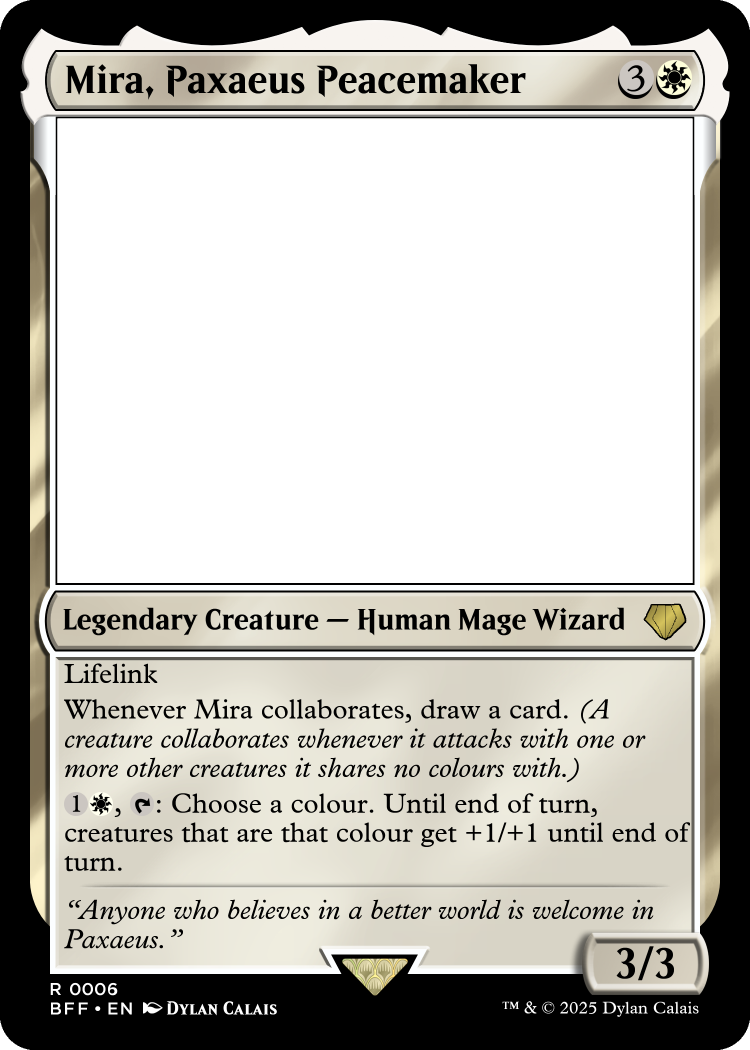 Mira, Paxaeus Peacemaker 3
Legendary Creature — Human Mage Wizard
Lifelink
Whenever Mira collaborates, draw a card. (A
creature collaborates whenever it attacks with one or
more other creatures it shares no colours with.)
1, : Choose a colour. Until end of turn,
creatures that are that colour get +1/+1 until end of
turn.
“Anyone who believes in a better world is welcome in
Paxaeus.”
3/3
R 0006
BFF • EN Dylan Calais
™ & © 2025 Dylan Calais